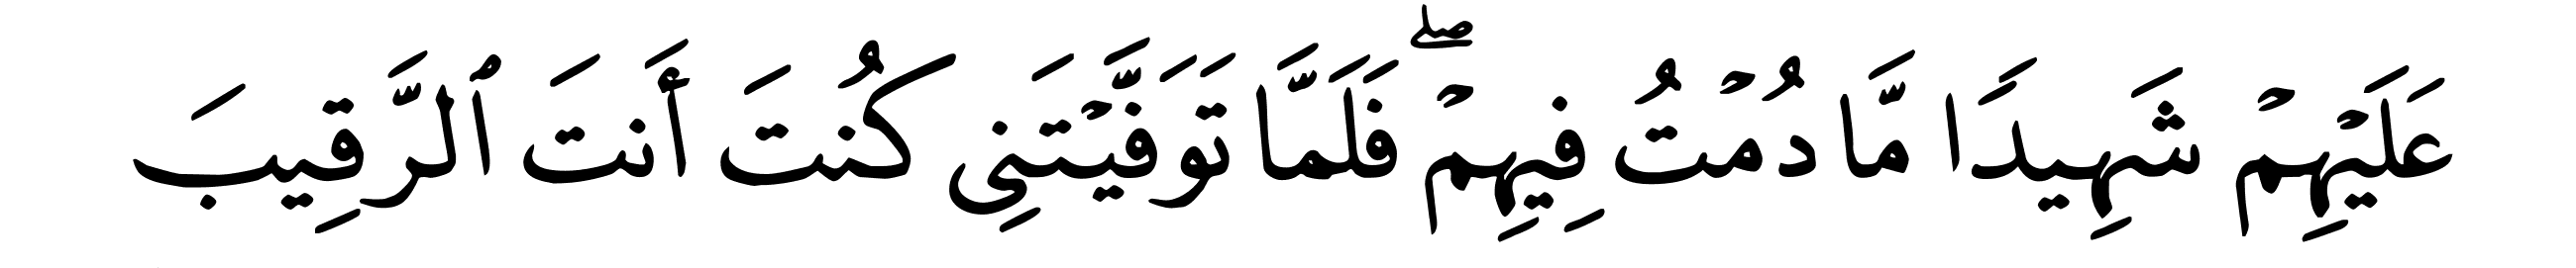 عَلَيْهِمْ شَهِيدًا مَّا دُمْتُ فِيهِمْ ۖ فَلَمَّا تَوَفَّيْتَنِى كُنتَ أَنتَ ٱلرَّقِيبَ